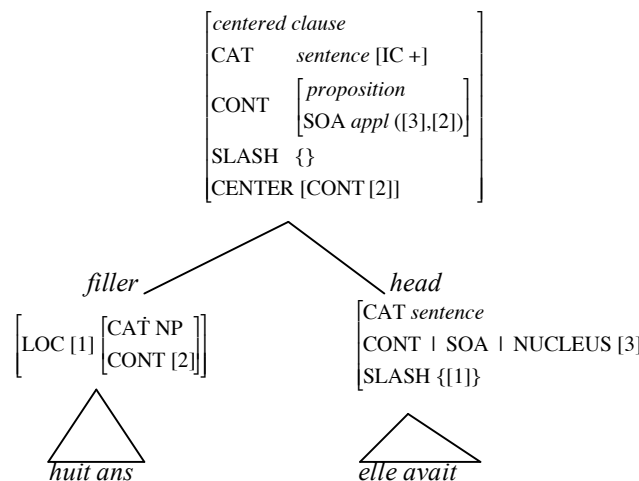 centered clause
CAT sentence [IC +]
CONT
proposition
SOA appl ([3],[2])
SLASH {}
CENTER [CONT [2]]
filler
head
LOC [1]
CAṪ NP
CONT [2]
CAT sentence
CONT | SOA | NUCLEUS [3]
SLASH {[1]}
huit ans
elle avait